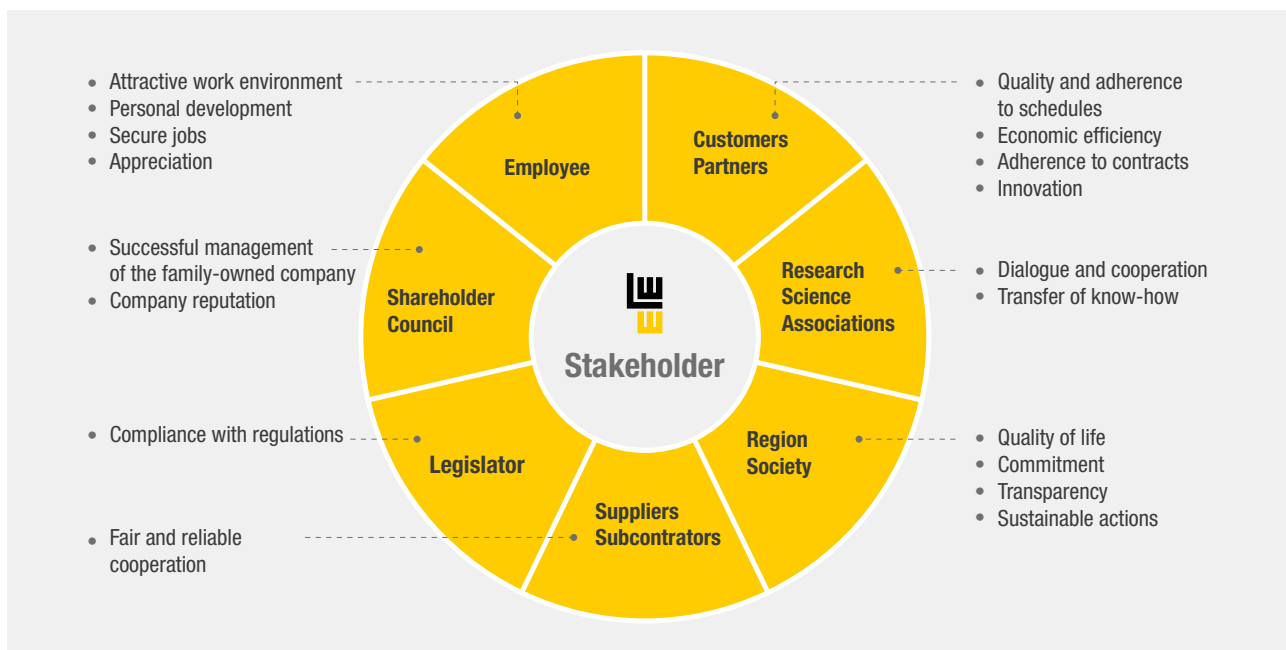 • Attractive work environment
• Personal development
• Secure jobs
• Appreciation
Employee
Customers
Partners
• Quality and adherence
to schedules
• Economic efficiency
• Adherence to contracts
• Innovation
• Successful management
of the family-owned company
• Company reputation
Shareholder
Council
Research
Science
Associations
• Dialogue and cooperation
• Transfer of know-how
Stakeholder
• Compliance with regulations
Legislator
Region
Society
• Quality of life
• Commitment
• Transparency
• Sustainable actions
• Fair and reliable
cooperation
Suppliers
Subcontrators